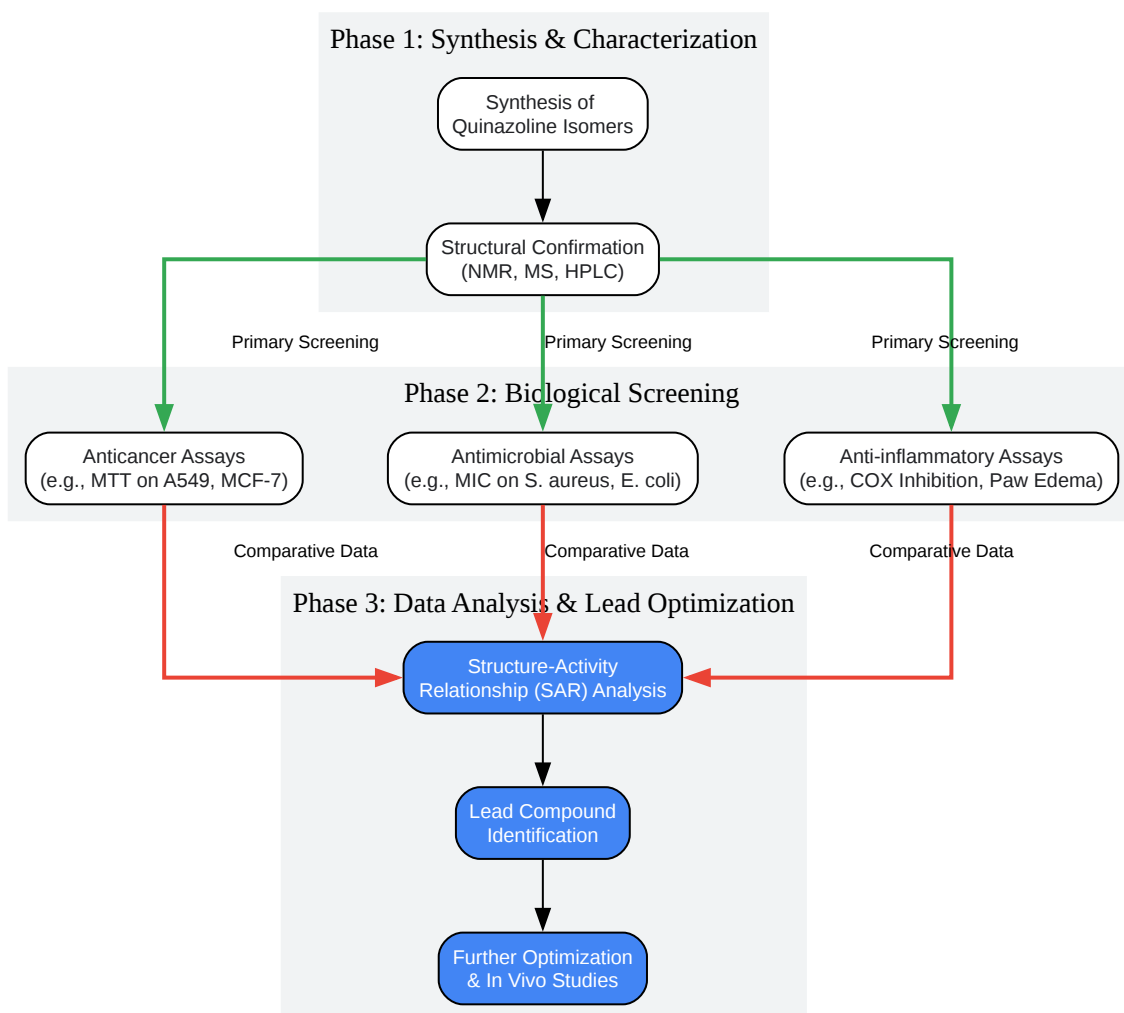 Phase 1: Synthesis & Characterization
Synthesis of
Quinazoline Isomers
Structural Confirmation
(NMR, MS, HPLC)
Primary Screening
Primary Screening
Primary Screening
Phase 2: Biological Screening
Anticancer Assays
(e.g., MTT on A549, MCF-7)
Antimicrobial Assays
(e.g., MIC on S. aureus, E. coli)
Anti-inflammatory Assays
(e.g., COX Inhibition, Paw Edema)
Comparative Data
Comparative Data
Comparative Data
Phase 3: Data Analysis & Lead Optimization
Structure-Activity
Relationship (SAR) Analysis
Lead Compound
Identification
Further Optimization
& In Vivo Studies